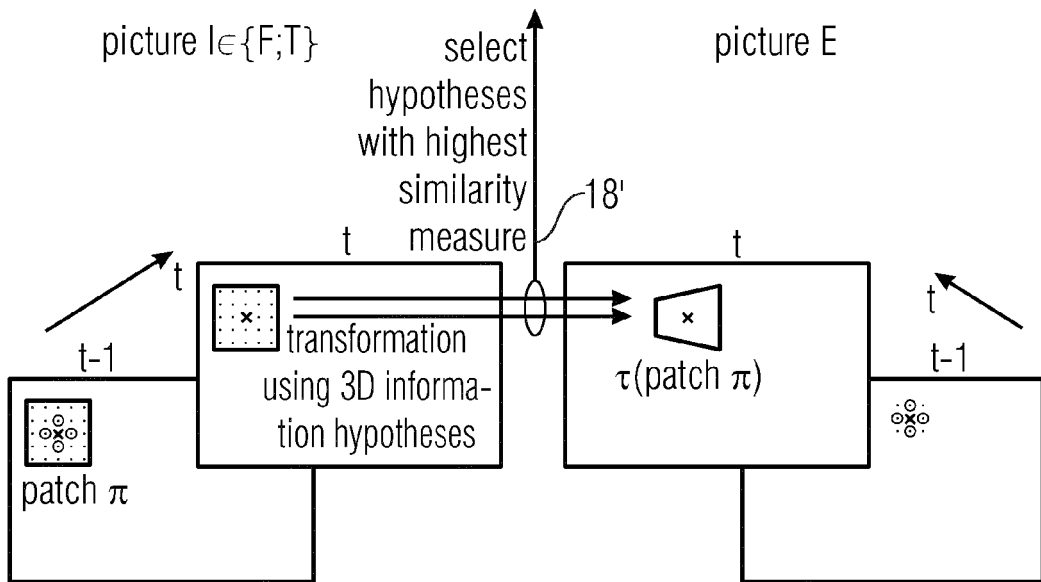 picture I∈{F;T}
select
hypotheses
with highest
similarity
measure
18'
picture E
t
t
t
t
t-1
t-1
transformation
using 3D informa-
tion hypotheses
τ(patch π)
patch π